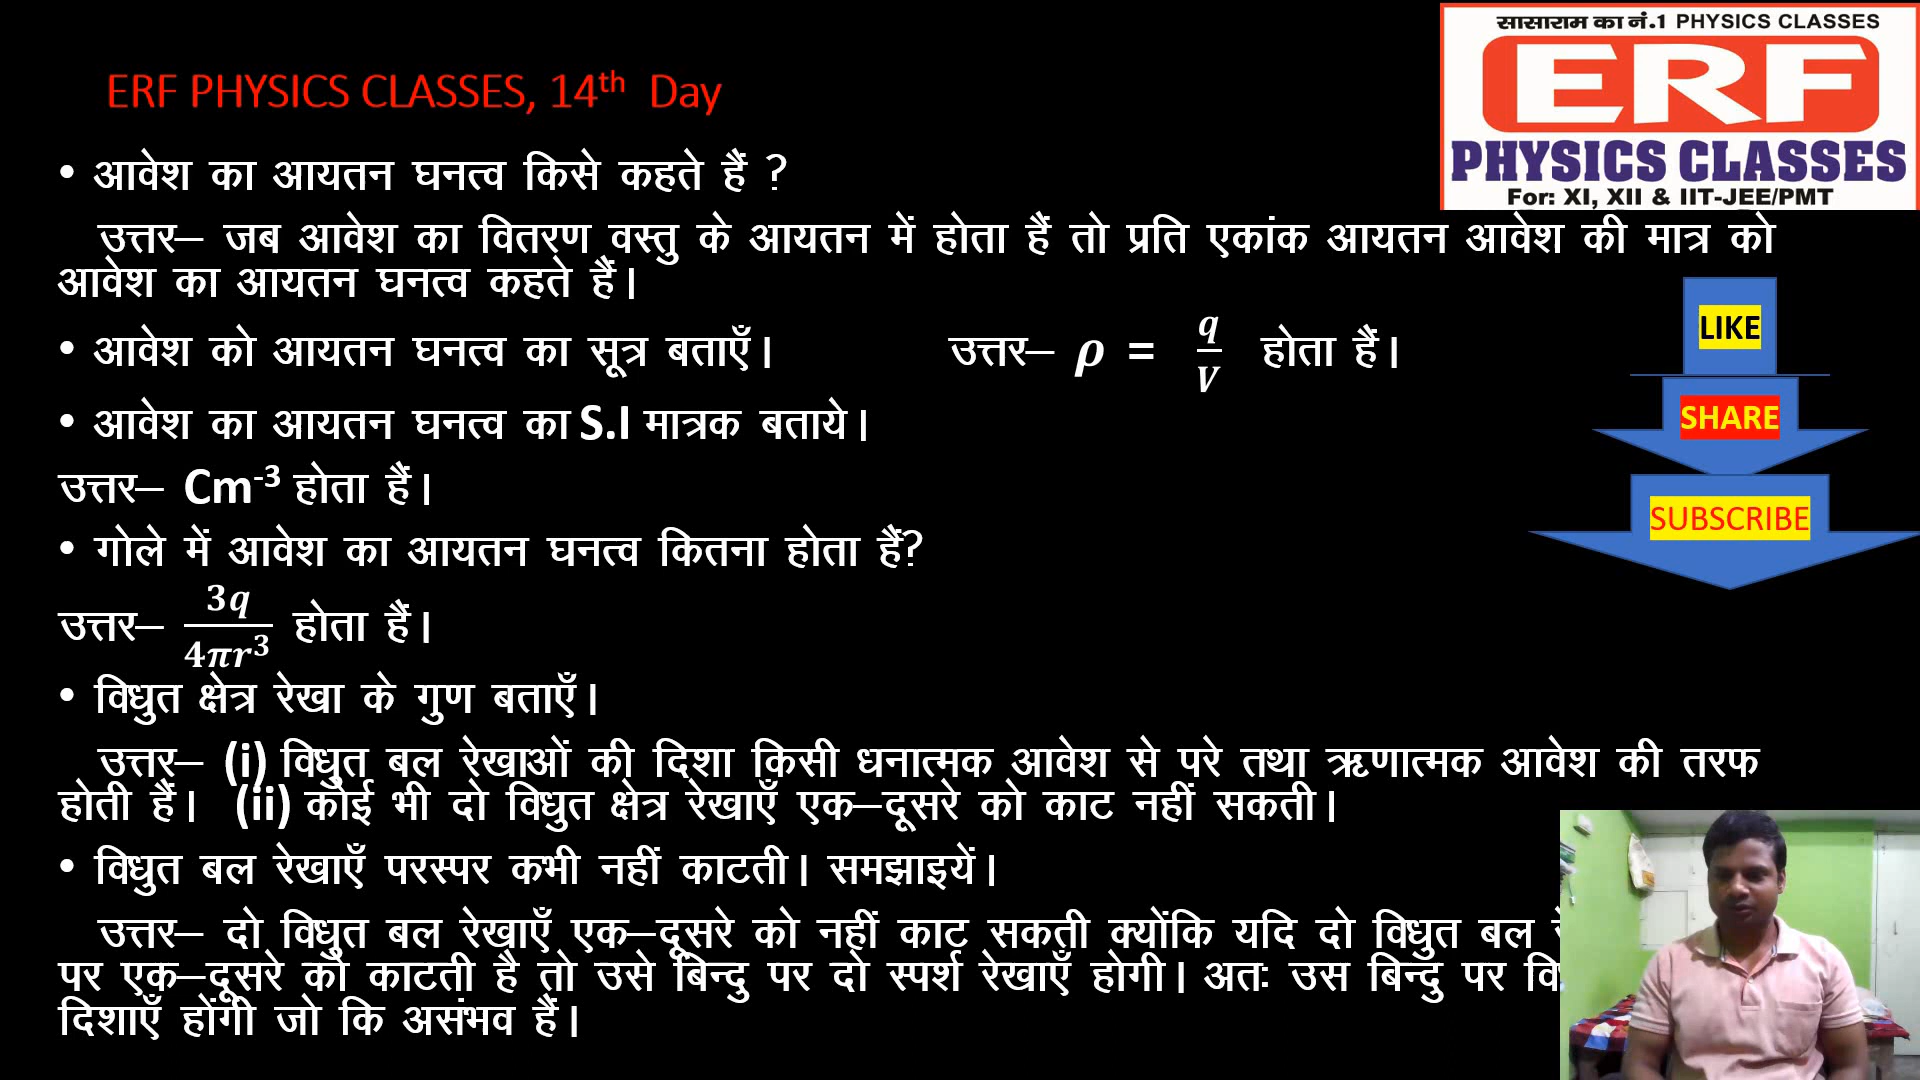 सासाराम का नं.1 PHYSICS CLASSES
ERF
PHYSICS CLASSES
For: XI, XII & IIT-JEE/PMT
ERF PHYSICS CLASSES, 14th Day
• आवेश का आयतन घनत्व किसे कहते हैं ?
उत्तर– जब आवेश का वितरण वस्तु के आयतन में होता हैं तो प्रति एकांक आयतन आवेश की मात्र को
आवेश का आयतन घनत्व कहते हैं।
• आवेश को आयतन घनत्व का सूत्र बताएँ। उत्तर– ρ = q/V होता हैं।
• आवेश का आयतन घनत्व का S.I मात्रक बताये।
उत्तर– Cm-3 होता हैं।
• गोले में आवेश का आयतन घनत्व कितना होता हैं?
उत्तर– 3q/4πr³ होता हैं।
• विधुत क्षेत्र रेखा के गुण बताएँ।
उत्तर– (i) विधुत बल रेखाओं की दिशा किसी धनात्मक आवेश से परे तथा ऋणात्मक आवेश की तरफ
होती हैं। (ii) कोई भी दो विधुत क्षेत्र रेखाएँ एक–दूसरे को काट नहीं सकती।
• विधुत बल रेखाएँ परस्पर कभी नहीं काटती। समझाइयें।
उत्तर– दो विधुत बल रेखाएँ एक–दूसरे को नहीं काट सकती क्योंकि यदि दो विधुत बल
पर एक–दूसरे को काटती है तो उसे बिन्दु पर दो स्पर्श रेखाएँ होगी। अतः उस बिन्दु पर
दिशाएँ होंगी जो कि असंभव हैं।
LIKE
SHARE
SUBSCRIBE